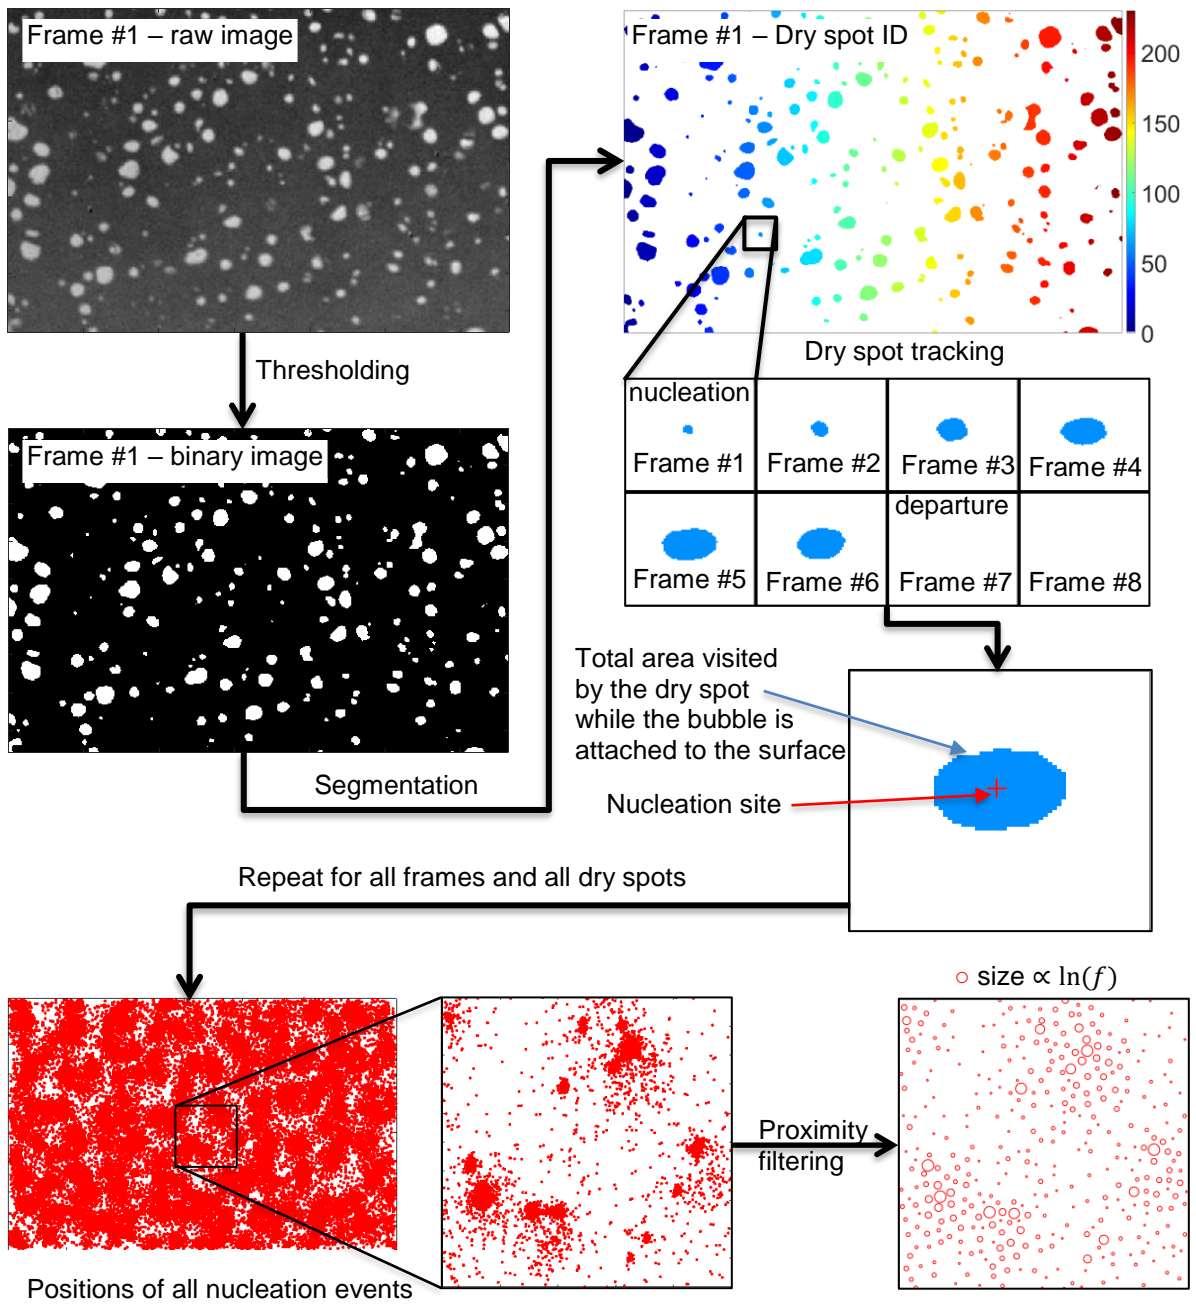 Frame #1 – raw image
Frame #1 – Dry spot ID
200
150
100
50
0
Thresholding
Dry spot tracking
nucleation
Frame #1
Frame #2
Frame #3
Frame #4
departure
Frame #5
Frame #6
Frame #7
Frame #8
Frame #1 – binary image
Segmentation
Total area visited
by the dry spot
while the bubble is
attached to the surface
Nucleation site
Repeat for all frames and all dry spots
size ∝ ln(f)
Proximity
filtering
Positions of all nucleation events